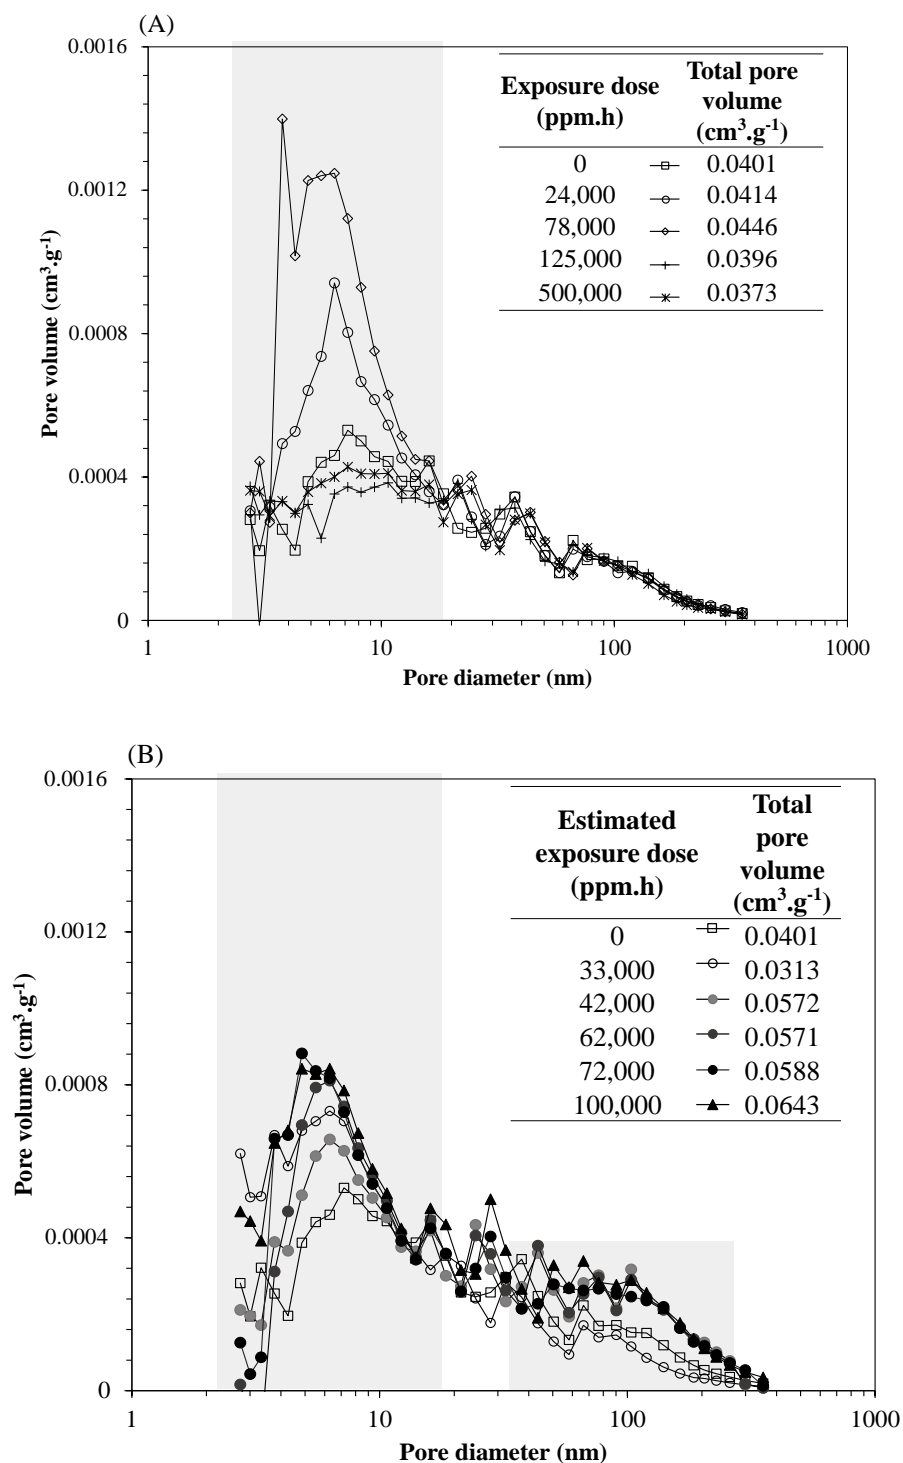 (A)
0.0016
0.0012
0.0008
0.0004
0
Pore volume (cm³.g⁻¹)
Exposure dose (ppm.h) Total pore volume (cm³.g⁻¹)
0 0.0401
24,000 0.0414
78,000 0.0446
125,000 0.0396
500,000 0.0373
1 10 100 1000
Pore diameter (nm)
(B)
0.0016
0.0012
0.0008
0.0004
0
Pore volume (cm³.g⁻¹)
Estimated exposure dose (ppm.h) Total pore volume (cm³.g⁻¹)
0 0.0401
33,000 0.0313
42,000 0.0572
62,000 0.0571
72,000 0.0588
100,000 0.0643
1 10 100 1000
Pore diameter (nm)